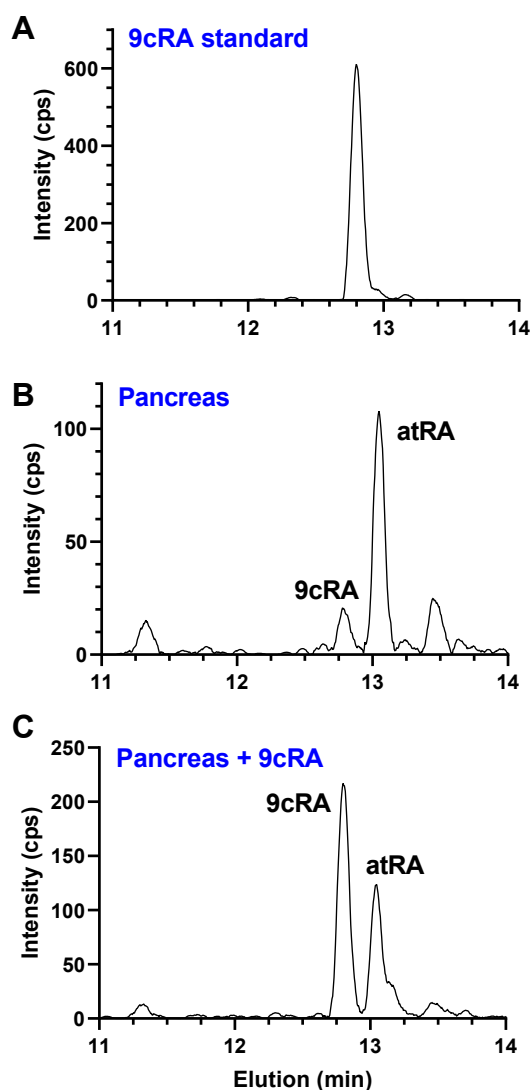 A
9cRA standard
Intensity (cps)
600
400
200
0
11
12
13
14
B
Pancreas
Intensity (cps)
100
50
0
atRA
9cRA
11
12
13
14
C
Pancreas + 9cRA
Intensity (cps)
250
200
150
100
50
0
9cRA
atRA
11
12
13
14
Elution (min)